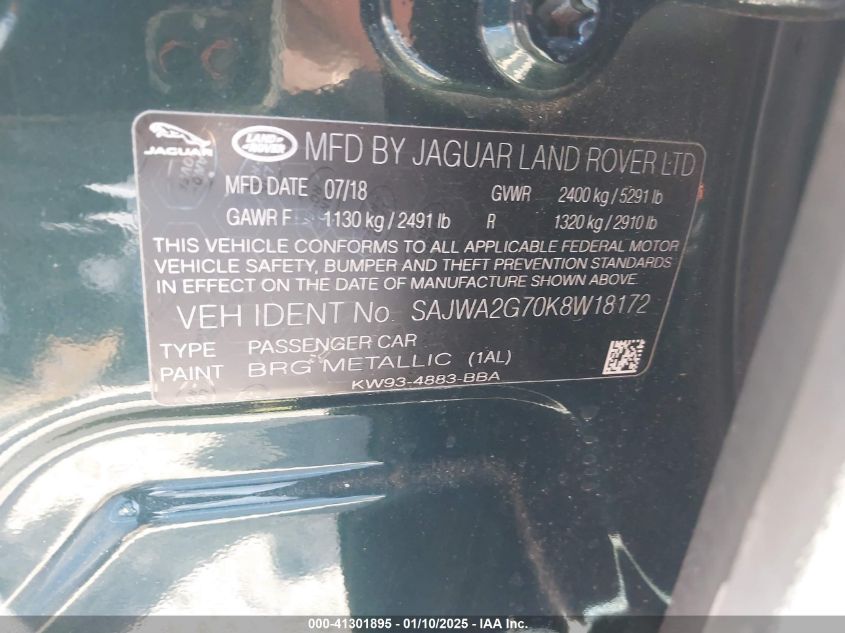 JAGUAR LAND ROVER MFD BY JAGUAR LAND ROVER LTD
MFD DATE 07/18 GVWR 2400 kg / 5291 lb
GAWR F 1130 kg / 2491 lb R 1320 kg / 2910 lb
THIS VEHICLE CONFORMS TO ALL APPLICABLE FEDERAL MOTOR
VEHICLE SAFETY, BUMPER AND THEFT PREVENTION STANDARDS
IN EFFECT ON THE DATE OF MANUFACTURE SHOWN ABOVE.
VEH IDENT No. SAJWA2G70K8W18172
TYPE PASSENGER CAR
PAINT BRG METALLIC (1AL)
KW93-4883-BBA
000-41301895 - 01/10/2025 - IAA Inc.